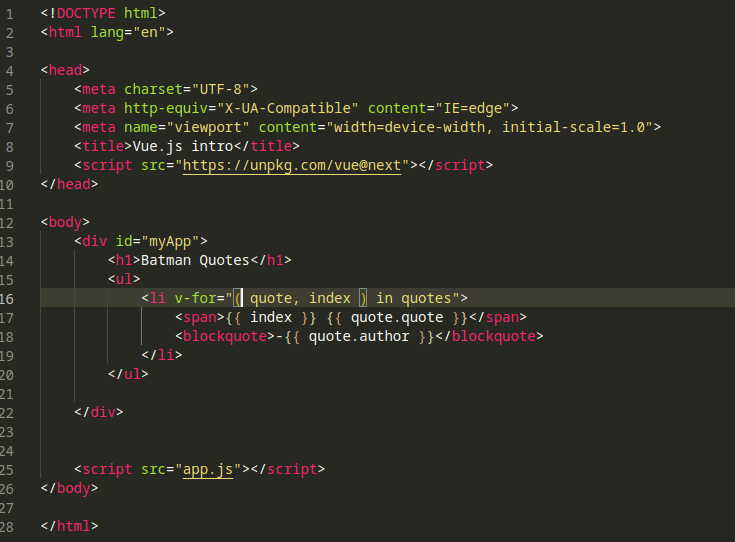 1 <!DOCTYPE html>
2 <html lang="en">
3
4 <head>
5     <meta charset="UTF-8">
6     <meta http-equiv="X-UA-Compatible" content="IE=edge">
7     <meta name="viewport" content="width=device-width, initial-scale=1.0">
8     <title>Vue.js intro</title>
9     <script src="https://unpkg.com/vue@next"></script>
10 </head>
11
12 <body>
13     <div id="myApp">
14         <h1>Batman Quotes</h1>
15         <ul>
16             <li v-for="( quote, index ) in quotes">
17                 <span>{{ index }} {{ quote.quote }}</span>
18                 <blockquote>-{{ quote.author }}</blockquote>
19             </li>
20         </ul>
21
22     </div>
23
24
25     <script src="app.js"></script>
26 </body>
27
28 </html>